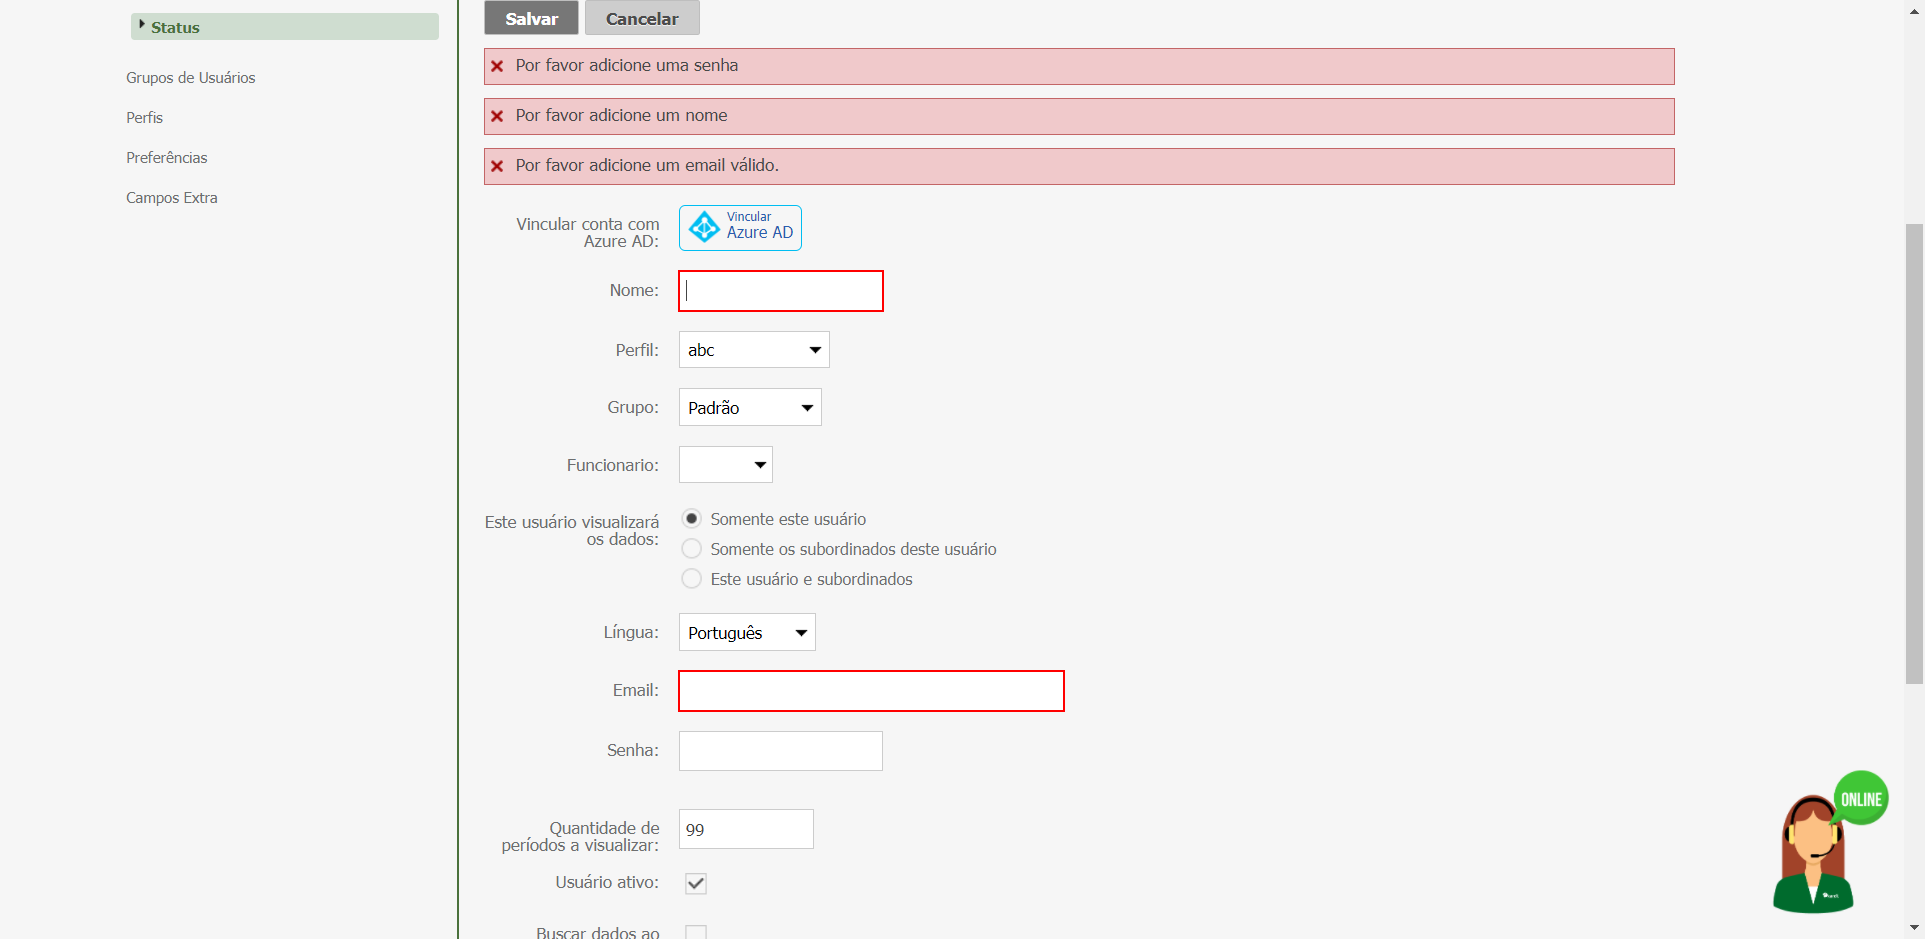 Status
Grupos de Usuários
Perfis
Preferências
Campos Extra
Salvar Cancelar
Por favor adicione uma senha
Por favor adicione um nome
Por favor adicione um email válido.
Vincular conta com
Azure AD:
Vincular
Azure AD
Nome:
Perfil: abc
Grupo: Padrão
Funcionario:
Este usuário visualizará
os dados:
Somente este usuário
Somente os subordinados deste usuário
Este usuário e subordinados
Língua: Português
Email:
Senha:
Quantidade de
períodos a visualizar:
99
Usuário ativo:
Buscar dados ao
ONLINE